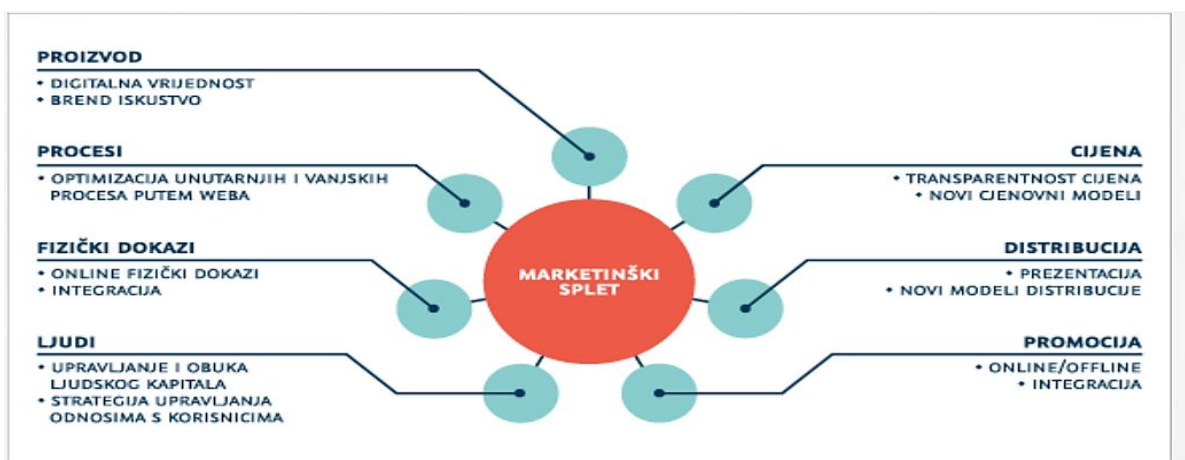 PROIZVOD
• DIGITALNA VRIJEDNOST
• BREND ISKUSTVO
PROCESI
• OPTIMIZACIJA UNUTARNJIH I VANJSKIH
PROCESA PUTEM WEBA
FIZIČKI DOKAZI
• ONLINE FIZIČKI DOKAZI
• INTEGRACIJA
LJUDI
• UPRAVLJANJE I OBUKA
LJUDSKOG KAPITALA
• STRATEGIJA UPRAVLJANJA
ODNOSIMA S KORISNICIMA
MARKETINŠKI
SPLET
CIJENA
• TRANSPARENTNOST CIJENA
• NOVI CJENOVNI MODELI
DISTRIBUCIJA
• PREZENTACIJA
• NOVI MODELI DISTRIBUCIJE
PROMOCIJA
• ONLINE/OFFLINE
• INTEGRACIJA